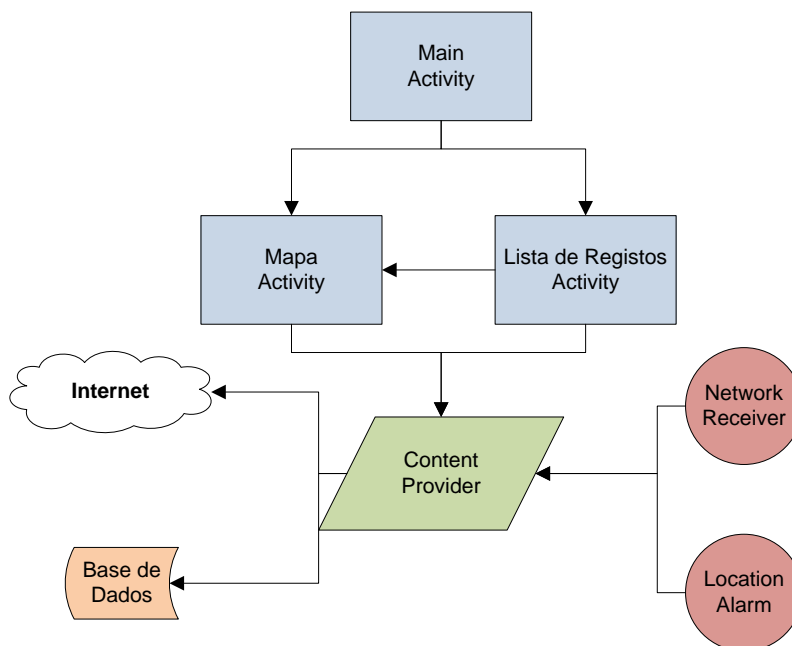 Main
Activity
Mapa
Activity
Lista de Registos
Activity
Internet
Network
Receiver
Content
Provider
Base de
Dados
Location
Alarm